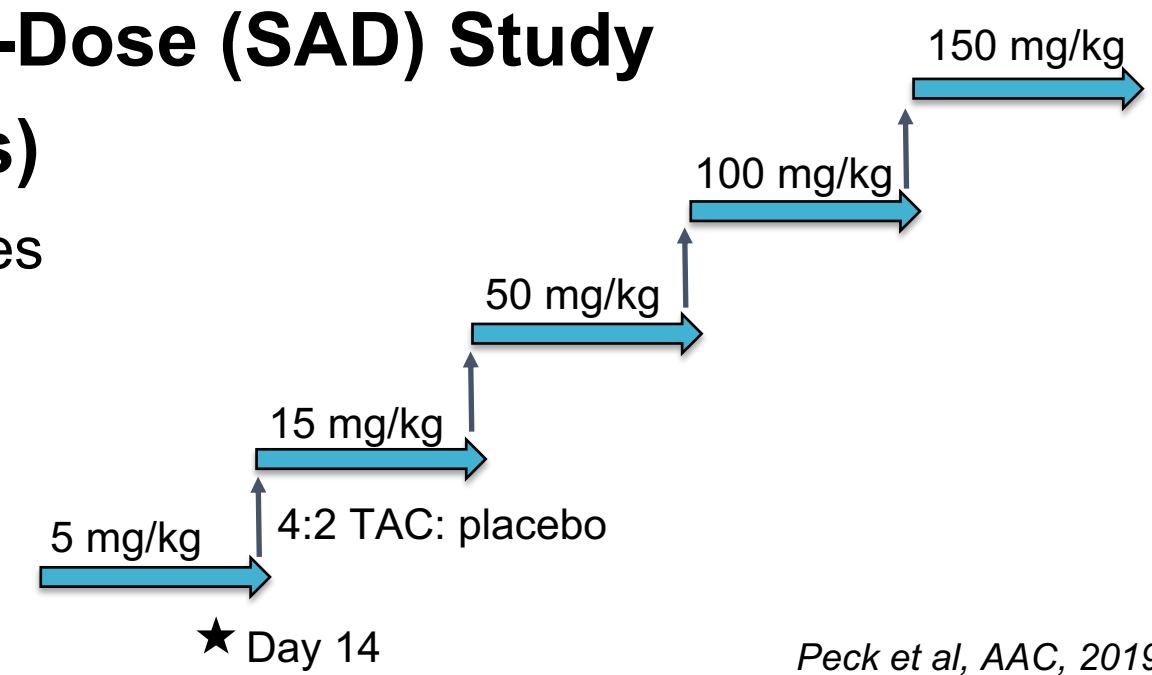 -Dose (SAD) Study
s)
es
150 mg/kg
100 mg/kg
50 mg/kg
15 mg/kg
4:2 TAC: placebo
5 mg/kg
Day 14
Peck et al, AAC, 2019